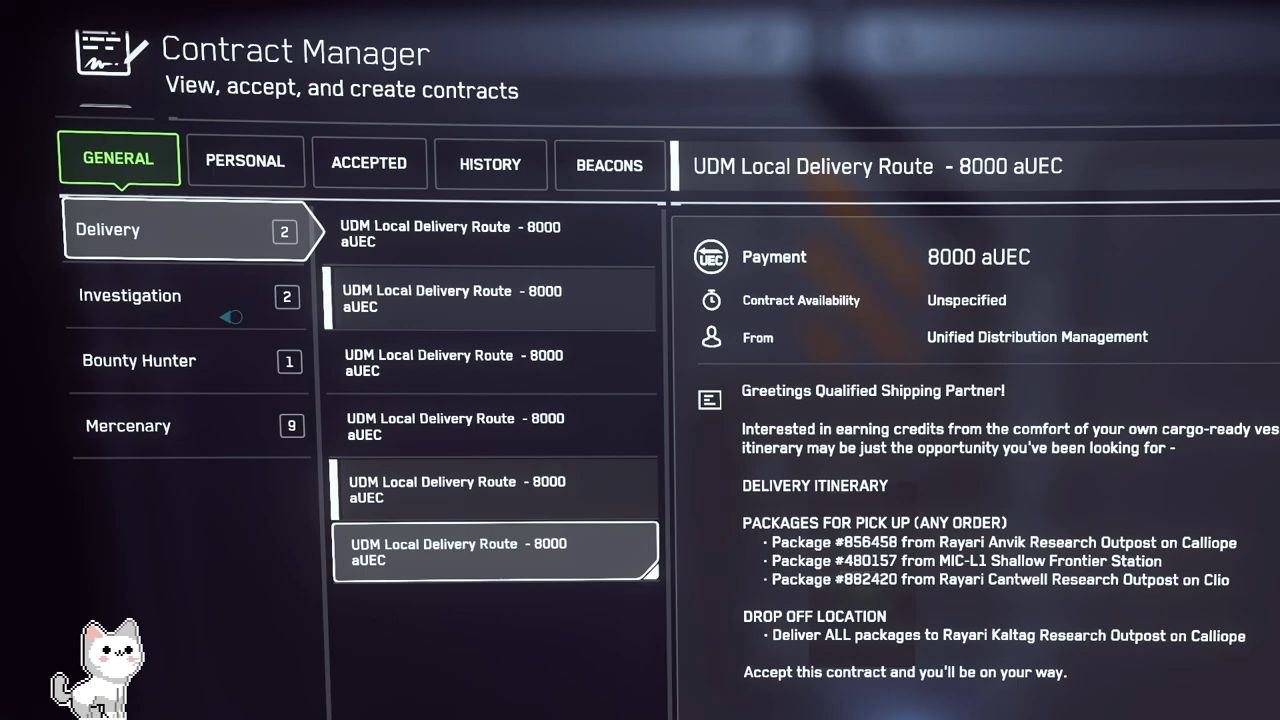 Contract Manager
View, accept, and create contracts
GENERAL
PERSONAL
ACCEPTED
HISTORY
BEACONS
Delivery 2
Investigation 2
Bounty Hunter 1
Mercenary 9
UDM Local Delivery Route - 8000
aUEC
UDM Local Delivery Route - 8000
aUEC
UDM Local Delivery Route - 8000
aUEC
UDM Local Delivery Route - 8000
aUEC
UDM Local Delivery Route - 8000
aUEC
UDM Local Delivery Route - 8000
aUEC
UDM Local Delivery Route - 8000 aUEC
UEC
Payment 8000 aUEC
Contract Availability Unspecified
From Unified Distribution Management
Greetings Qualified Shipping Partner!
Interested in earning credits from the comfort of your own cargo-ready ves
itinerary may be just the opportunity you've been looking for -
DELIVERY ITINERARY
PACKAGES FOR PICK UP (ANY ORDER)
· Package #856458 from Rayari Anvik Research Outpost on Calliope
· Package #480157 from MIC-L1 Shallow Frontier Station
· Package #882420 from Rayari Cantwell Research Outpost on Clio
DROP OFF LOCATION
· Deliver ALL packages to Rayari Kaltag Research Outpost on Calliope
Accept this contract and you'll be on your way.